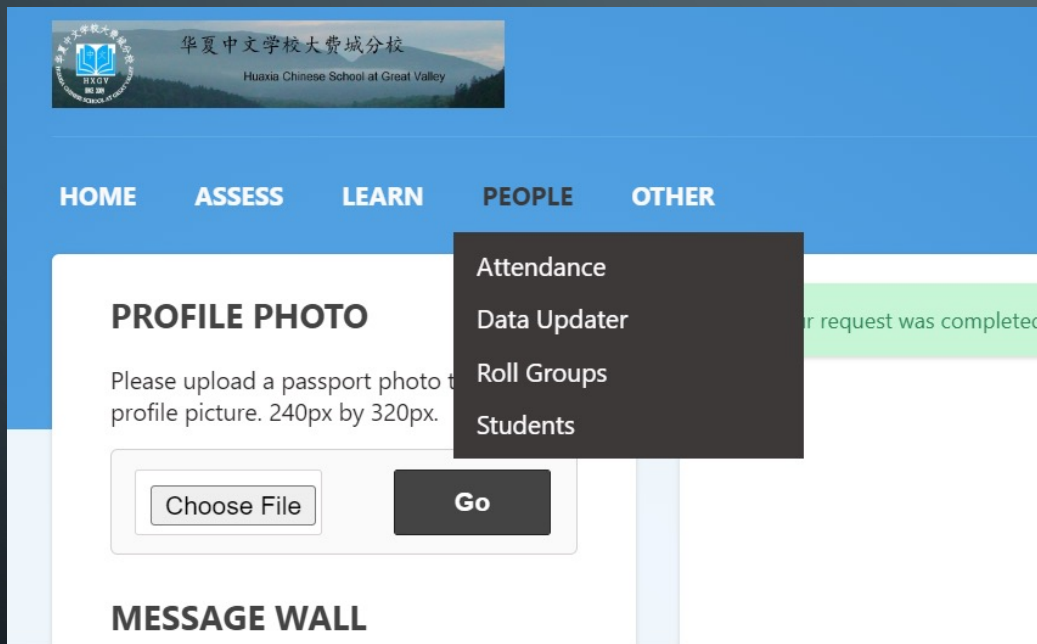 华夏中文学校大费城分校
Huaxia Chinese School at Great Valley
HXGV
HOME ASSESS LEARN PEOPLE OTHER
Attendance
Data Updater
Roll Groups
Students
PROFILE PHOTO
Please upload a passport photo
profile picture. 240px by 320px.
Choose File
Go
request was completed
MESSAGE WALL